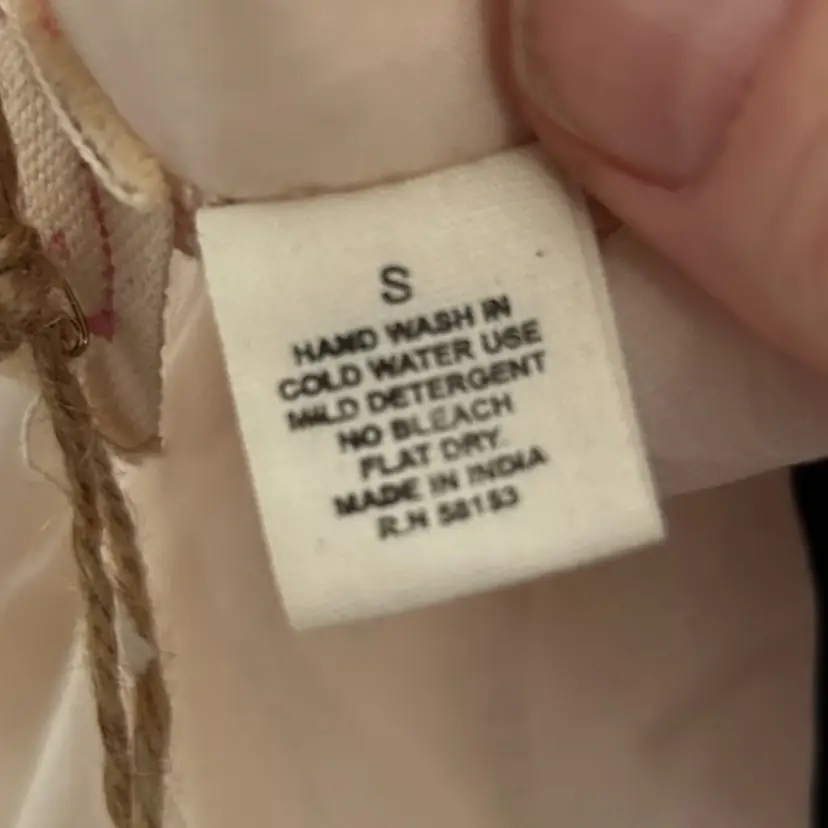 S
HAND WASH IN
COLD WATER USE
MILD DETERGENT
NO BLEACH
FLAT DRY
MADE IN INDIA
R.N 58153